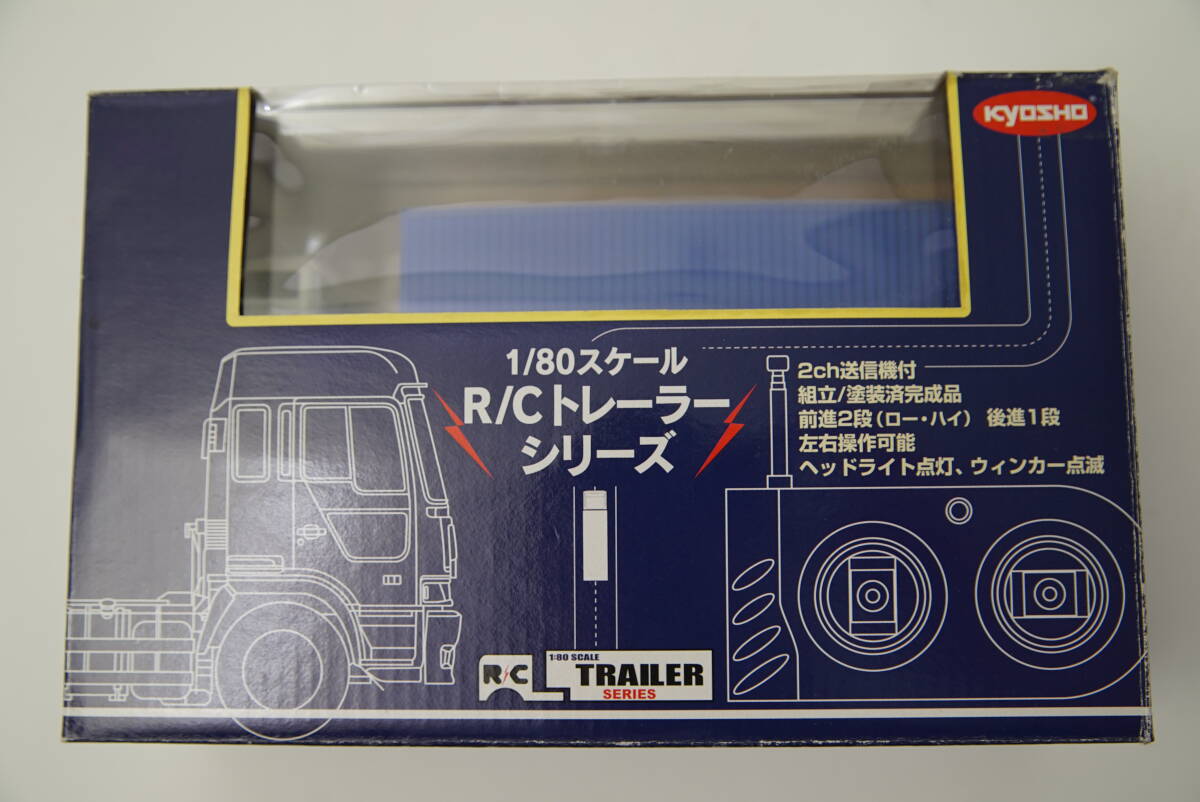 KYOSHO
1/80スケール
R/Cトレーラー
シリーズ
2ch送信機付
組立/塗装済完成品
前進2段(ロー・ハイ) 後進1段
左右操作可能
ヘッドライト点灯、ウィンカー点滅
R/C
1:80 SCALE
TRAILER
SERIES